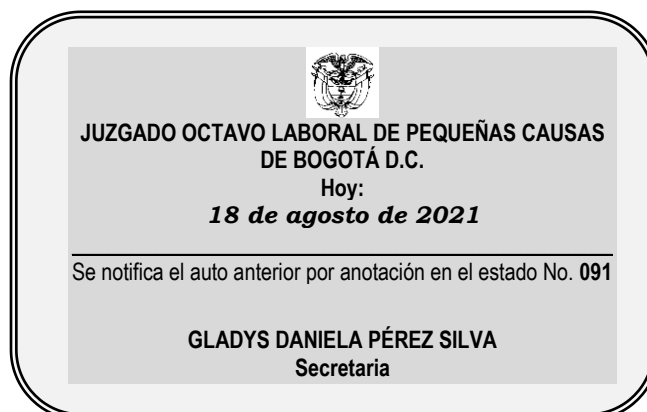 JUZGADO OCTAVO LABORAL DE PEQUEÑAS CAUSAS
DE BOGOTÁ D.C.
Hoy:
18 de agosto de 2021
Se notifica el auto anterior por anotación en el estado No. 091
GLADYS DANIELA PÉREZ SILVA
Secretaria